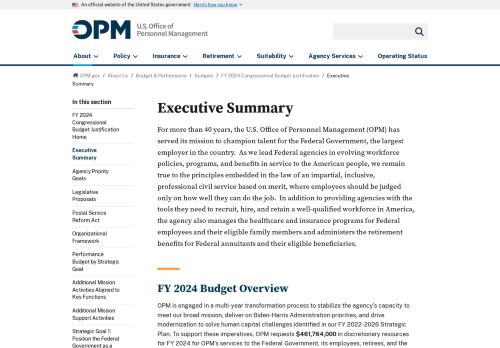 An official website of the United States government Here's how you know
OPM U.S. Office of
Personnel Management
About Policy Insurance Retirement Suitability Agency Services Operating Status
OPM.gov / About Us / Budget & Performance / Budgets / FY 2024 Congressional Budget Justification / Executive
Summary
In this section
FY 2024
Congressional
Budget Justification
Home
Executive
Summary
Agency Priority
Goals
Legislative
Proposals
Postal Service
Reform Act
Organizational
Framework
Performance
Budget by Strategic
Goal
Additional Mission
Activities Aligned to
Key Functions
Additional Mission
Support Activities
Strategic Goal 1:
Position the Federal
Government as a
Executive Summary
For more than 40 years, the U.S. Office of Personnel Management (OPM) has
served its mission to champion talent for the Federal Government, the largest
employer in the country.  As we lead Federal agencies in evolving workforce
policies, programs, and benefits in service to the American people, we remain
true to the principles embedded in the law of an impartial, inclusive,
professional civil service based on merit, where employees should be judged
only on how well they can do the job.  In addition to providing agencies with the
tools they need to recruit, hire, and retain a well-qualified workforce in America,
the agency also manages the healthcare and insurance programs for Federal
employees and their eligible family members and administers the retirement
benefits for Federal annuitants and their eligible beneficiaries.
FY 2024 Budget Overview
OPM is engaged in a multi-year transformation process to stabilize the agency's capacity to
meet our broad mission, deliver on Biden-Harris Administration priorities, and drive
modernization to solve human capital challenges identified in our FY 2022-2026 Strategic
Plan. To support these imperatives, OPM requests $461,764,000 in discretionary resources
for FY 2024 for OPM's services to the Federal Government, its employees, retirees, and the